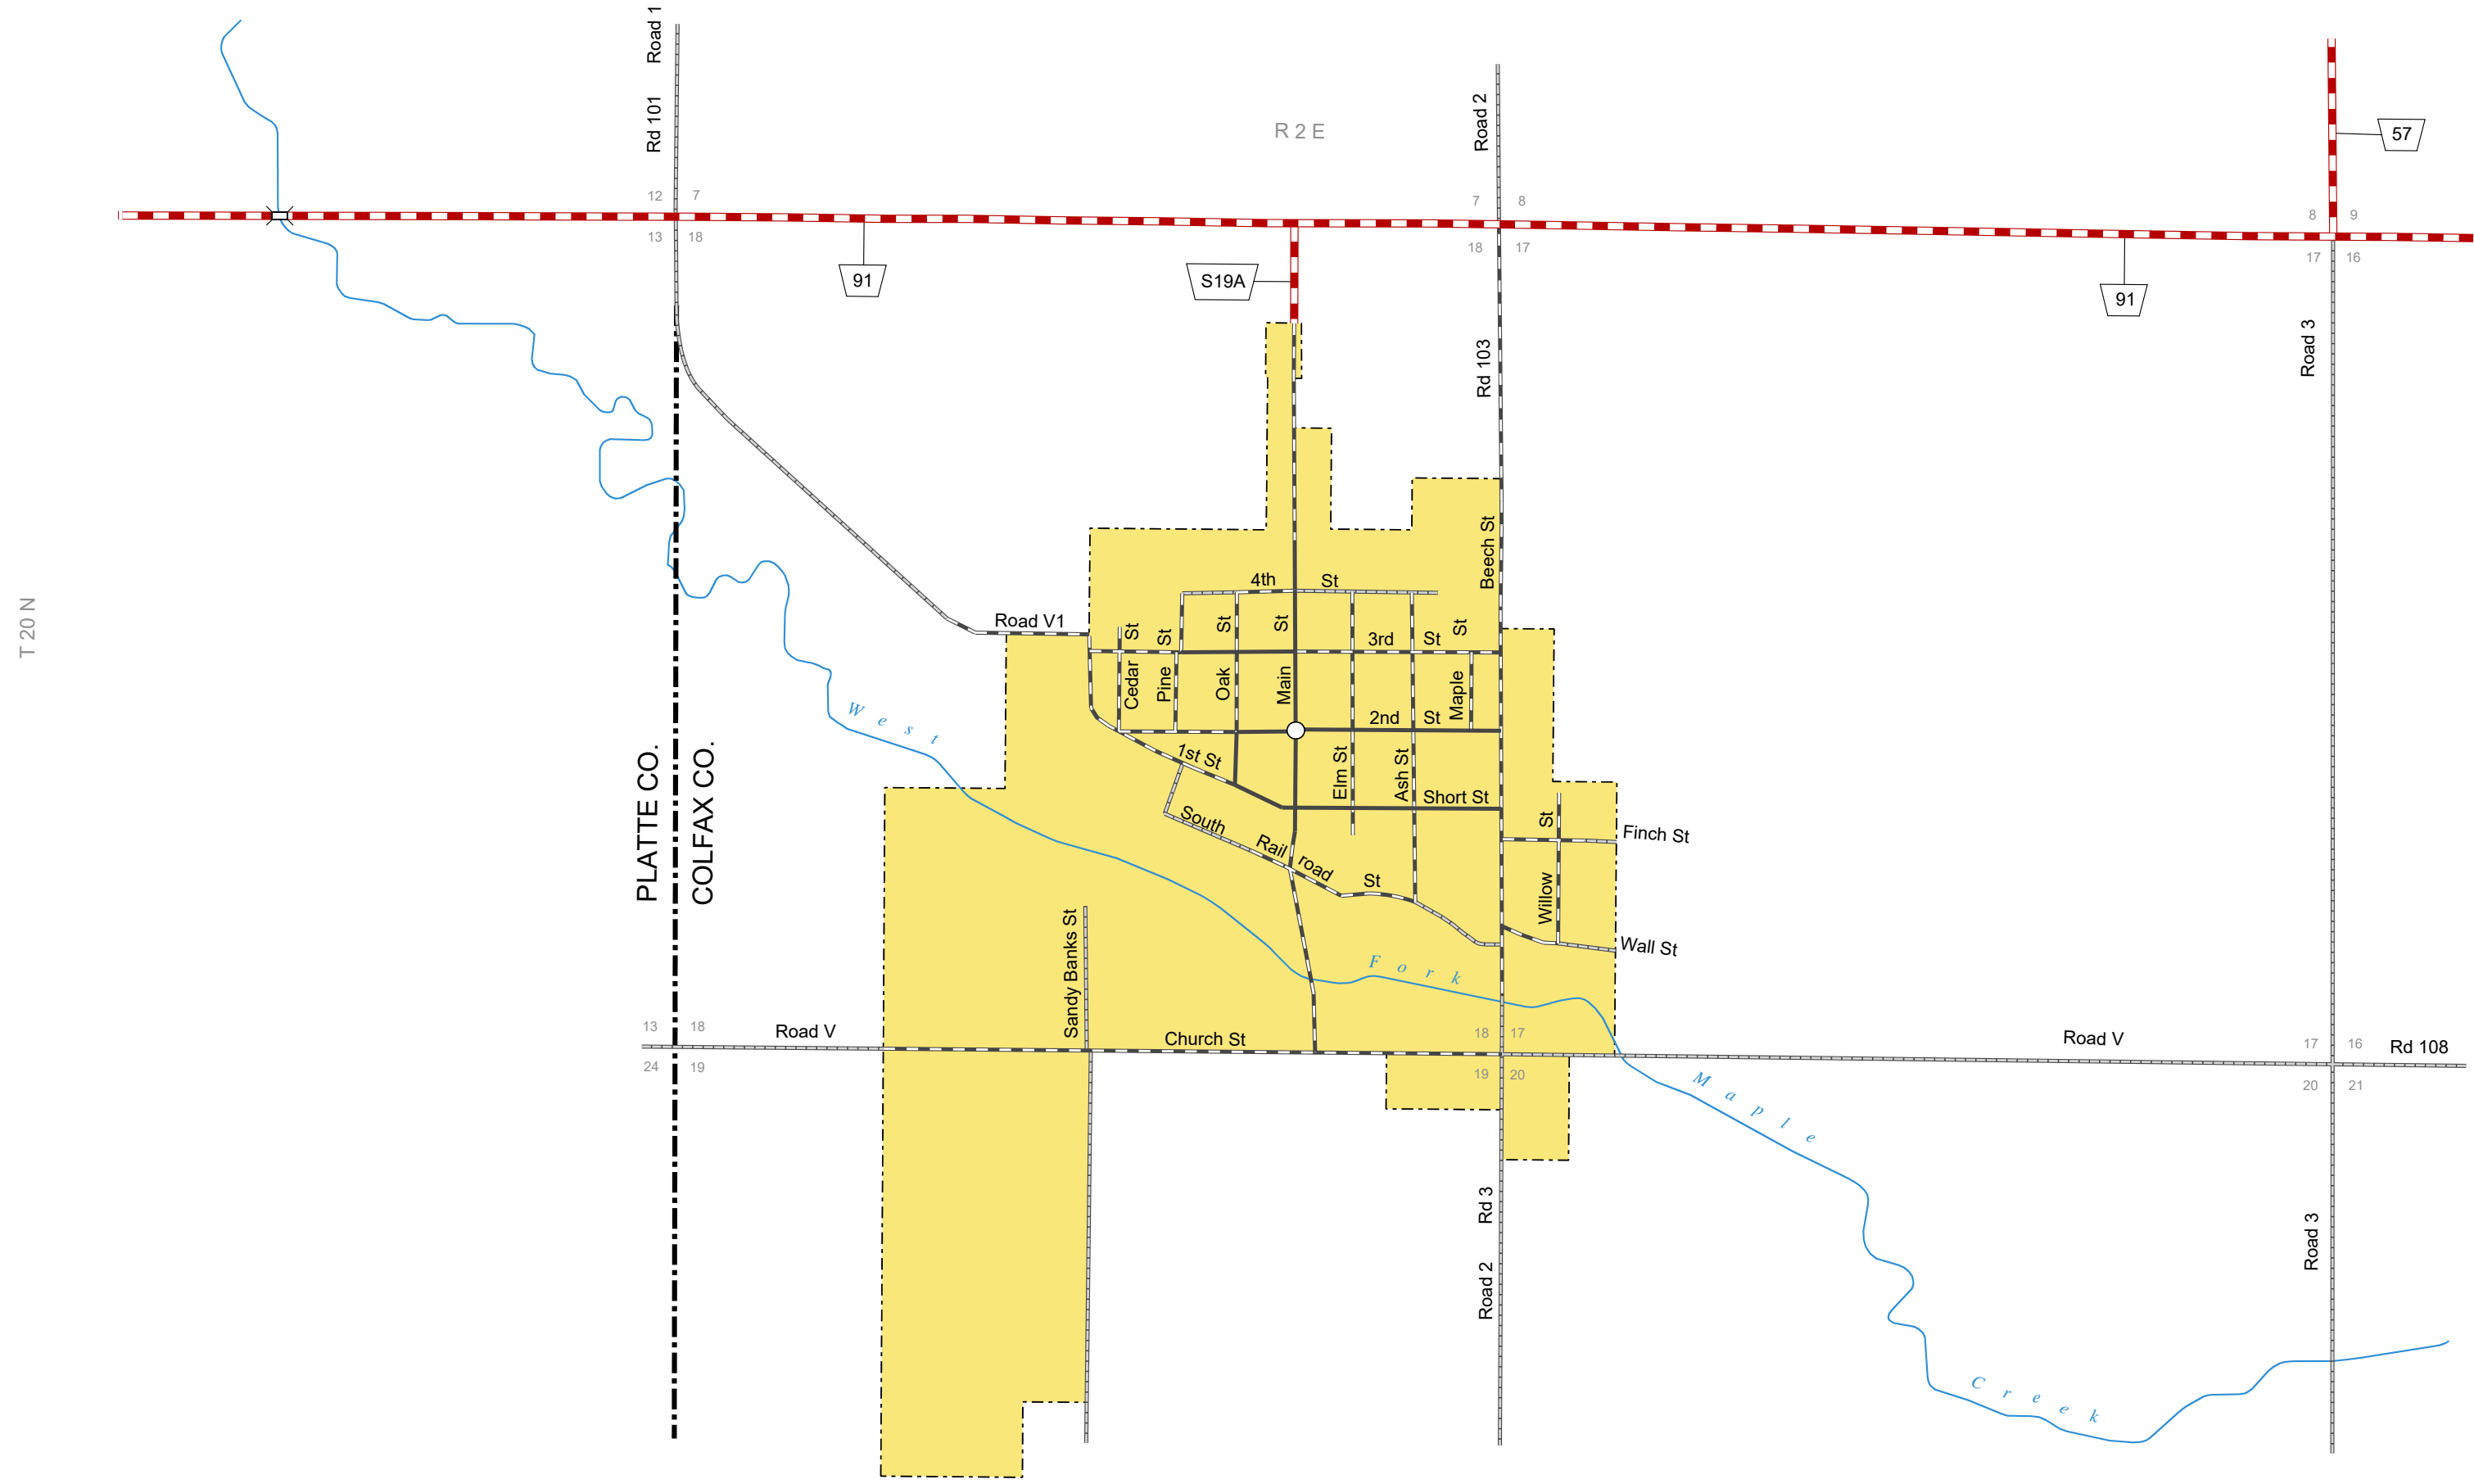 Road 1
Rd 101
R 2 E
Road 2
57
12 7
7 8
8 9
13 18
18 17
17 16
91
S19A
91
Rd 103
Road 3
T 20 N
Beech St
4th St
Road V1
Cedar St
Pine St
Oak St
Main St
3rd St
Maple St
2nd St
1st St
Elm St
Ash St
Short St
South Rail road St
Willow St
Finch St
Wall St
PLATTE CO.
COLFAX CO.
West Fork Maple Creek
Sandy Banks St
13 18
Road V
Church St
18 17
Road V
17 16
Rd 108
24 19
19 20
20 21
Rd 3
Road 2
Road 3